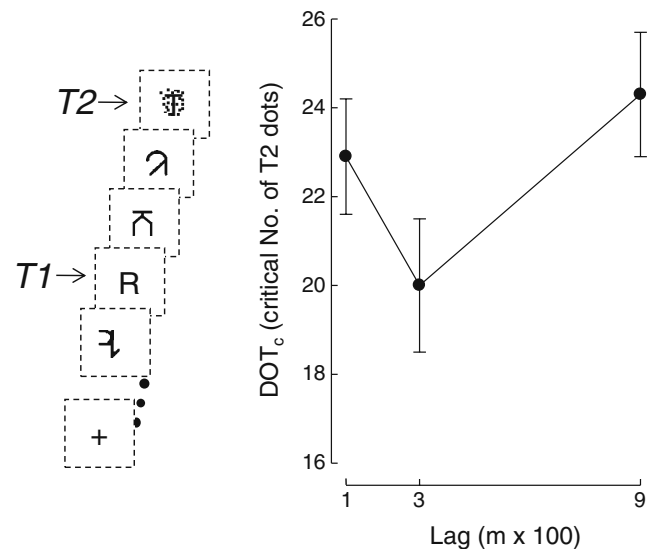 T2
T
T1
R
+
26
24
22
20
18
16
DOTc (critical No. of T2 dots)
1 3 9
Lag (m x 100)